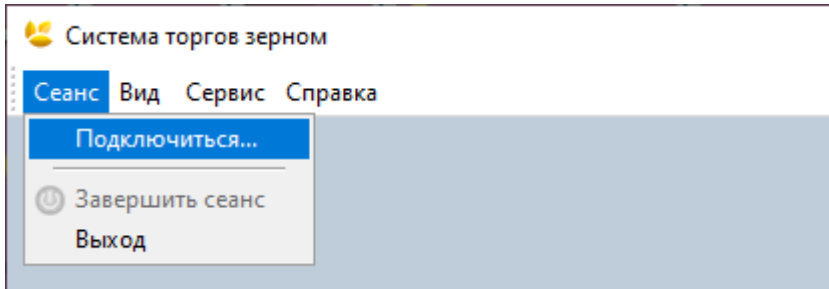 Система торгов зерном
Сеанс Вид Сервис Справка
Подключиться...
Завершить сеанс
Выход